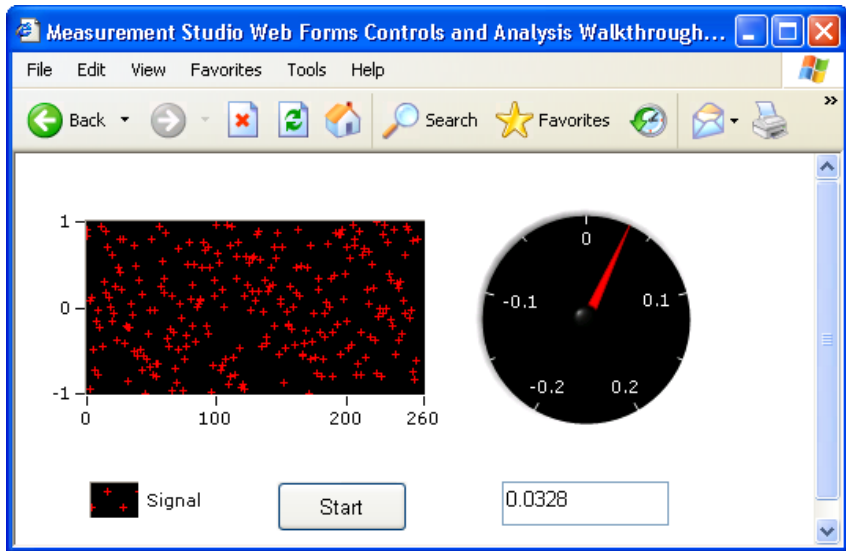 Measurement Studio Web Forms Controls and Analysis Walkthrough...
File Edit View Favorites Tools Help
Back Search Favorites »
1
0
-1
0 100 200 260
0
-0.1 0.1
-0.2 0.2
Signal
Start
0.0328